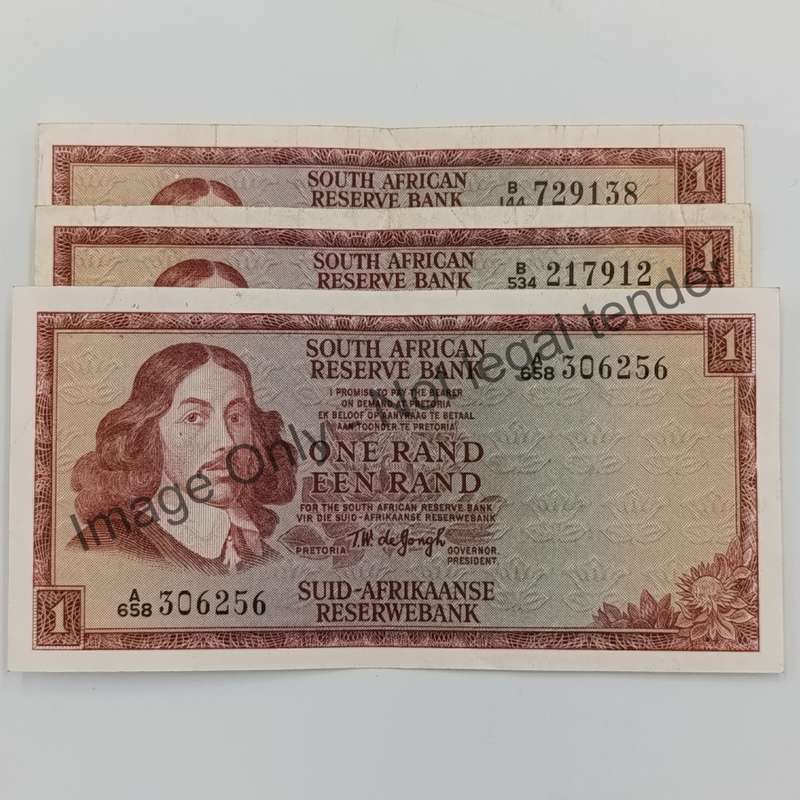 SOUTH AFRICAN
RESERVE BANK
B
144 729138
1
SOUTH AFRICAN
RESERVE BANK
B
534 217912
1
SOUTH AFRICAN
RESERVE BANK
A
658 306256
1
I PROMISE TO PAY THE BEARER
ON DEMAND AT PRETORIA
EK BELOOF OP AANVRAAG TE BETAAL
AAN TOONDER TE PRETORIA
ONE RAND
EEN RAND
FOR THE SOUTH AFRICAN RESERVE BANK
VIR DIE SUID-AFRIKAANSE RESERWEBANK
T.W. de Jongh
PRETORIA
GOVERNOR.
PRESIDENT.
A
658 306256
1
SUID-AFRIKAANSE
RESERWEBANK
Image Only, not legal tender